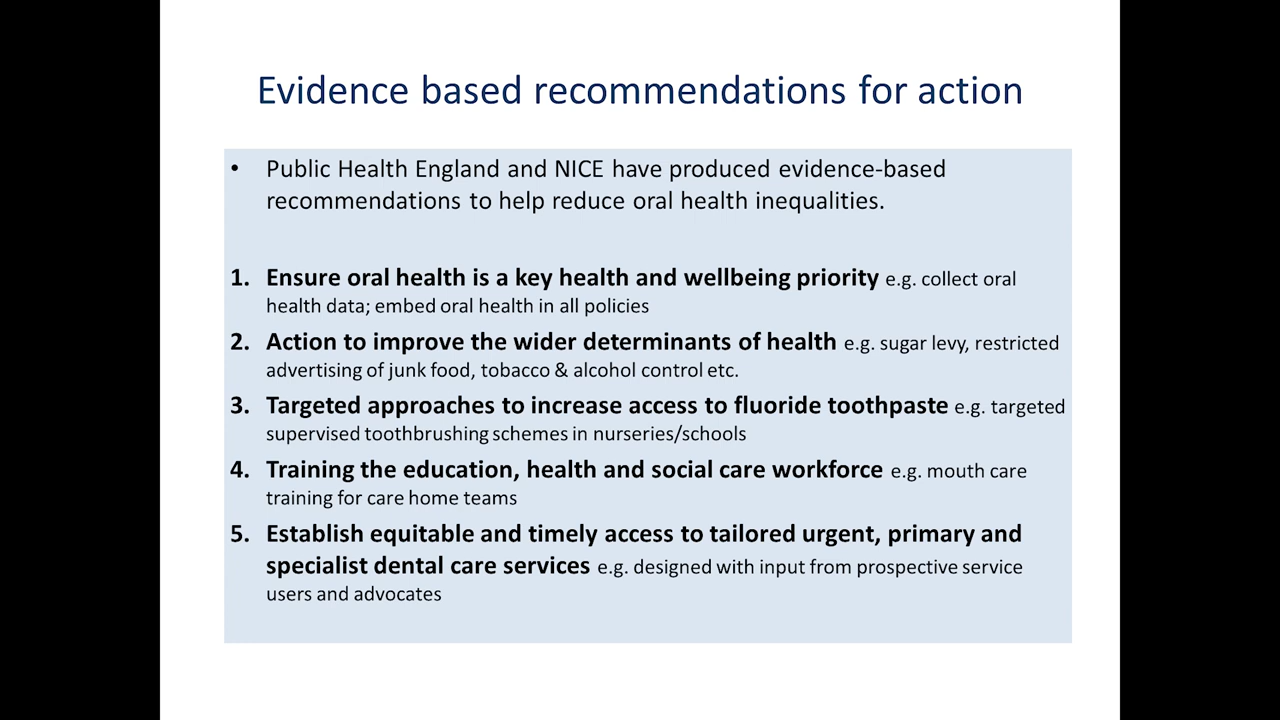 Evidence based recommendations for action
• Public Health England and NICE have produced evidence-based
recommendations to help reduce oral health inequalities.
1. Ensure oral health is a key health and wellbeing priority e.g. collect oral
health data; embed oral health in all policies
2. Action to improve the wider determinants of health e.g. sugar levy, restricted
advertising of junk food, tobacco & alcohol control etc.
3. Targeted approaches to increase access to fluoride toothpaste e.g. targeted
supervised toothbrushing schemes in nurseries/schools
4. Training the education, health and social care workforce e.g. mouth care
training for care home teams
5. Establish equitable and timely access to tailored urgent, primary and
specialist dental care services e.g. designed with input from prospective service
users and advocates